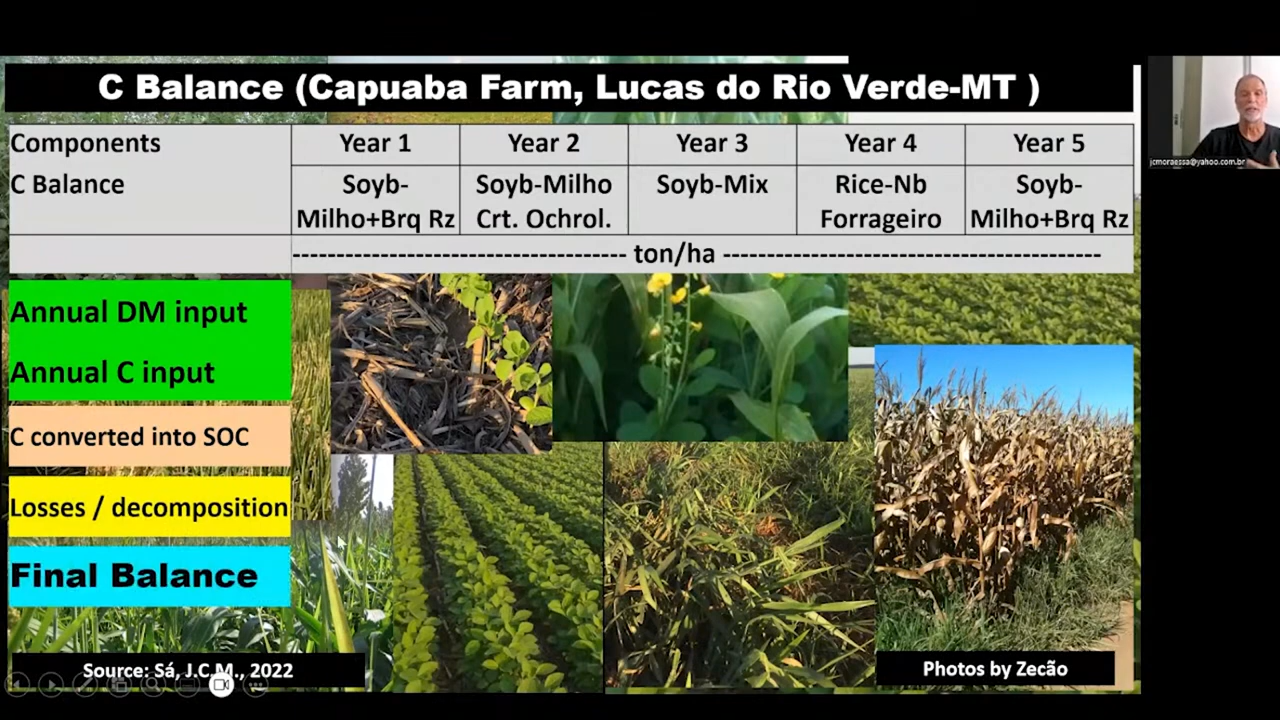 C Balance (Capuaba Farm, Lucas do Rio Verde-MT )
jcmoraessa@yahoo.com.br
Components Year 1 Year 2 Year 3 Year 4 Year 5
C Balance Soyb- Soyb-Milho Soyb-Mix Rice-Nb Soyb-
Milho+Brq Rz Crt. Ochrol. Forrageiro Milho+Brq Rz
-------------------------------------- ton/ha -------------------------------------------
Annual DM input
Annual C input
C converted into SOC
Losses / decomposition
Final Balance
Source: Sá, J.C.M., 2022
Photos by Zecão